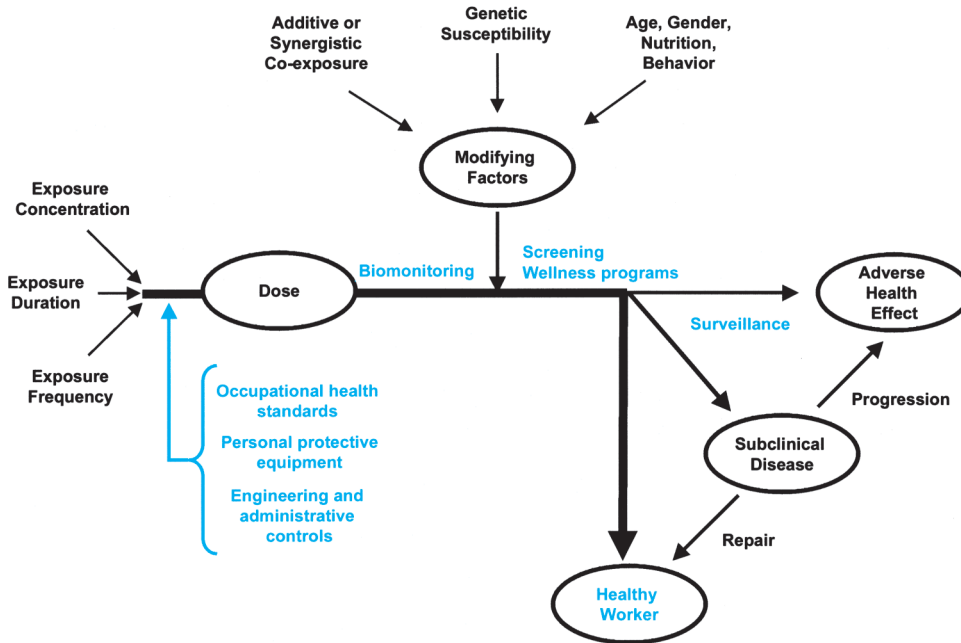 Additive or
Synergistic
Co-exposure
Genetic
Susceptibility
Age, Gender,
Nutrition,
Behavior
Modifying
Factors
Exposure
Concentration
Exposure
Duration
Exposure
Frequency
Dose
Biomonitoring
Screening
Wellness programs
Adverse
Health
Effect
Surveillance
Occupational health
standards
Personal protective
equipment
Engineering and
administrative
controls
Progression
Subclinical
Disease
Repair
Healthy
Worker